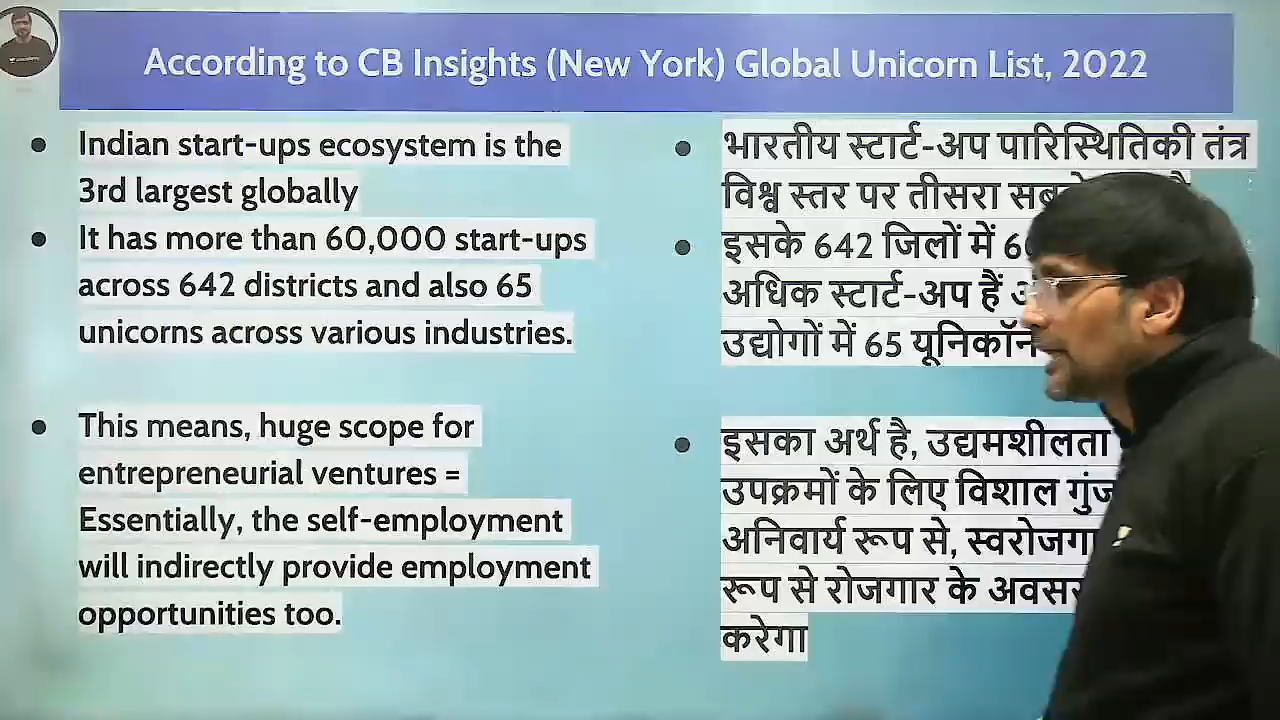 According to CB Insights (New York) Global Unicorn List, 2022
Indian start-ups ecosystem is the
3rd largest globally
It has more than 60,000 start-ups
across 642 districts and also 65
unicorns across various industries.
This means, huge scope for
entrepreneurial ventures =
Essentially, the self-employment
will indirectly provide employment
opportunities too.
भारतीय स्टार्ट-अप पारिस्थितिकी तंत्र
विश्व स्तर पर तीसरा
इसके 642 जिलों में
अधिक स्टार्ट-अप हैं
उद्योगों में 65
इसका अर्थ है, उद्यमशीलता
उपक्रमों के लिए विशाल
अनिवार्य रूप से,
रूप से रोजगार के
करेगा